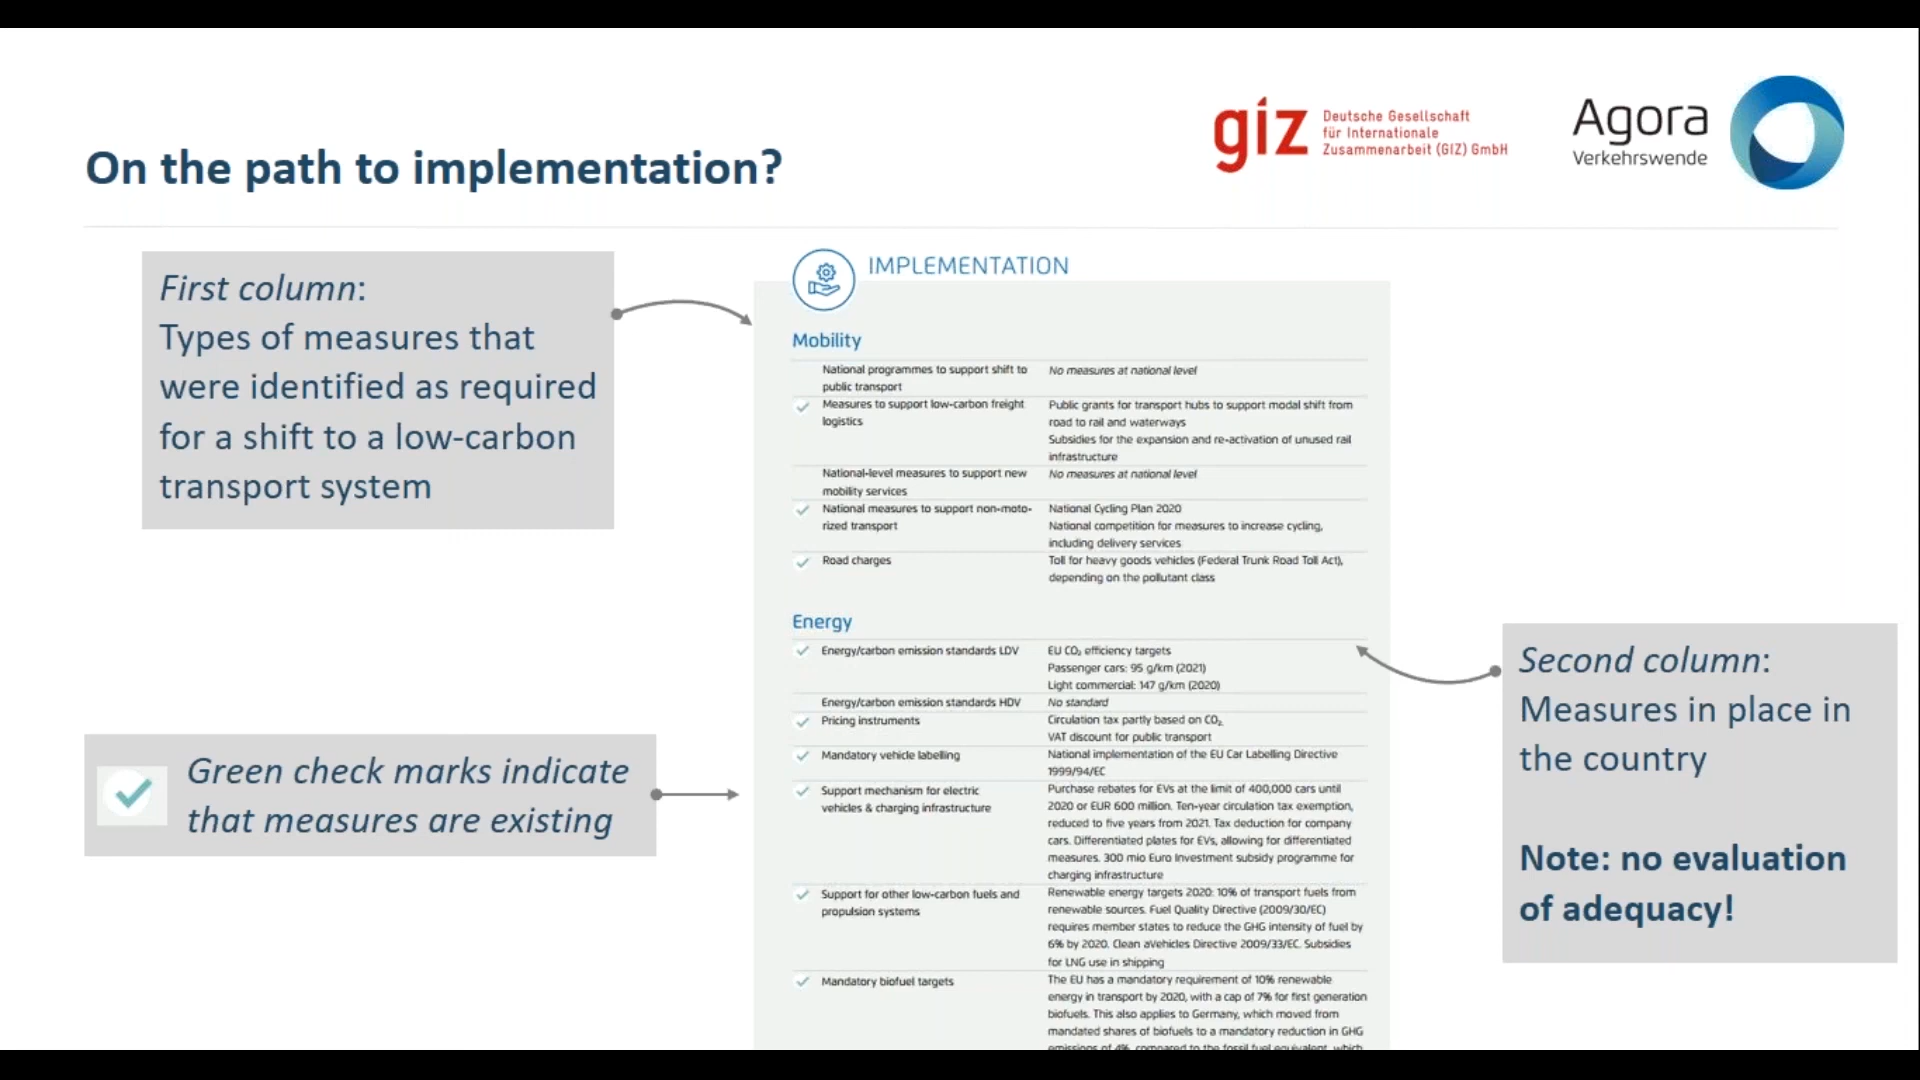 On the path to implementation?
giz
Deutsche Gesellschaft
für Internationale
Zusammenarbeit (GIZ) GmbH
Agora
Verkehrswende
First column:
Types of measures that
were identified as required
for a shift to a low-carbon
transport system
Green check marks indicate
that measures are existing
IMPLEMENTATION
Mobility
National programmes to support shift to
public transport
No measures at national level
Measures to support low-carbon freight
logistics
Public grants for transport hubs to support modal shift from
road to rail and waterways
Subsidies for the expansion and re-activation of unused rail
infrastructure
National-level measures to support new
mobility services
No measures at national level
National measures to support non-moto-
rized transport
National Cycling Plan 2020
National competition for measures to increase cycling,
including delivery services
Road charges
Toll for heavy goods vehicles (Federal Trunk Road Toll Act),
depending on the pollutant class
Energy
Energy/carbon emission standards LDV
EU CO₂ efficiency targets
Passenger cars: 95 g/km (2021)
Light commercial: 147 g/km (2020)
Energy/carbon emission standards HDV
No standard
Pricing instruments
Circulation tax partly based on CO₂.
VAT discount for public transport
Mandatory vehicle labelling
National implementation of the EU Car Labelling Directive
1999/94/EC
Support mechanism for electric
vehicles & charging infrastructure
Purchase rebates for EVs at the limit of 400,000 cars until
2020 or EUR 600 million. Ten-year circulation tax exemption,
reduced to five years from 2021. Tax deduction for company
cars. Differentiated plates for EVs, allowing for differentiated
measures. 300 mio Euro Investment subsidy programme for
charging infrastructure
Support for other low-carbon fuels and
propulsion systems
Renewable energy targets 2020: 10% of transport fuels from
renewable sources. Fuel Quality Directive (2009/30/EC)
requires member states to reduce the GHG intensity of fuel by
6% by 2020. Clean aVehicles Directive 2009/33/EC. Subsidies
for LNG use in shipping
Mandatory biofuel targets
The EU has a mandatory requirement of 10% renewable
energy in transport by 2020, with a cap of 7% for first generation
biofuels. This also applies to Germany, which moved from
mandated shares of biofuels to a mandatory reduction in GHG
emissions of 4%, compared to the fossil fuel equivalent, which
Second column:
Measures in place in
the country
Note: no evaluation
of adequacy!